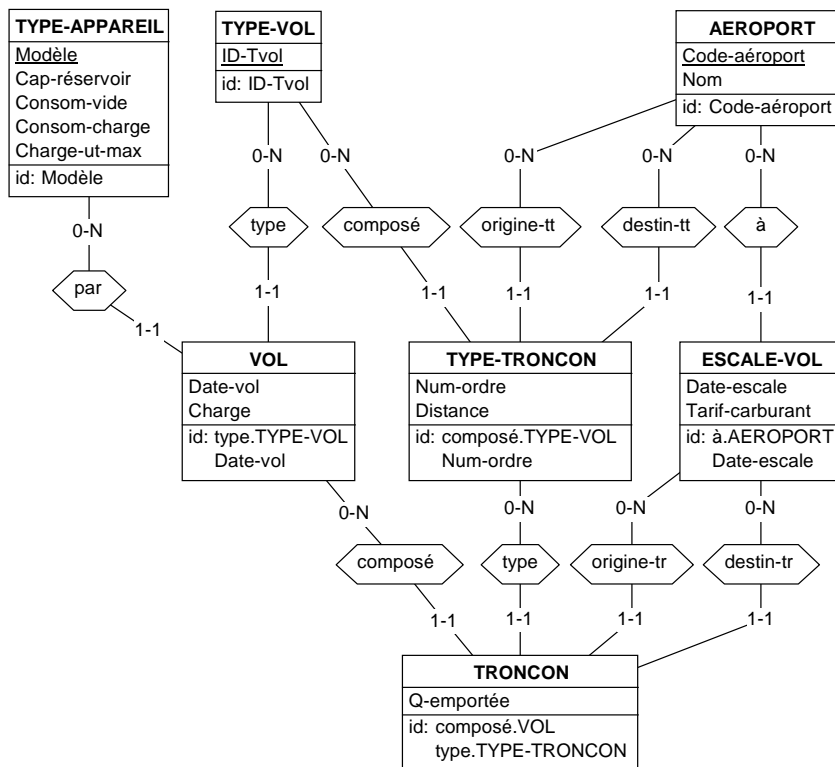 TYPE-APPAREIL
Modèle
Cap-réservoir
Consom-vide
Consom-charge
Charge-ut-max
id: Modèle
TYPE-VOL
ID-Tvol
id: ID-Tvol
AEROPORT
Code-aéroport
Nom
id: Code-aéroport
0-N
0-N
0-N
0-N
0-N
0-N
par
type
composé
origine-tt
destin-tt
à
1-1
1-1
1-1
1-1
1-1
1-1
VOL
Date-vol
Charge
id: type.TYPE-VOL
Date-vol
TYPE-TRONCON
Num-ordre
Distance
id: composé.TYPE-VOL
Num-ordre
ESCALE-VOL
Date-escale
Tarif-carburant
id: à.AEROPORT
Date-escale
0-N
0-N
0-N
0-N
composé
type
origine-tr
destin-tr
1-1
1-1
1-1
1-1
TRONCON
Q-emportée
id: composé.VOL
type.TYPE-TRONCON